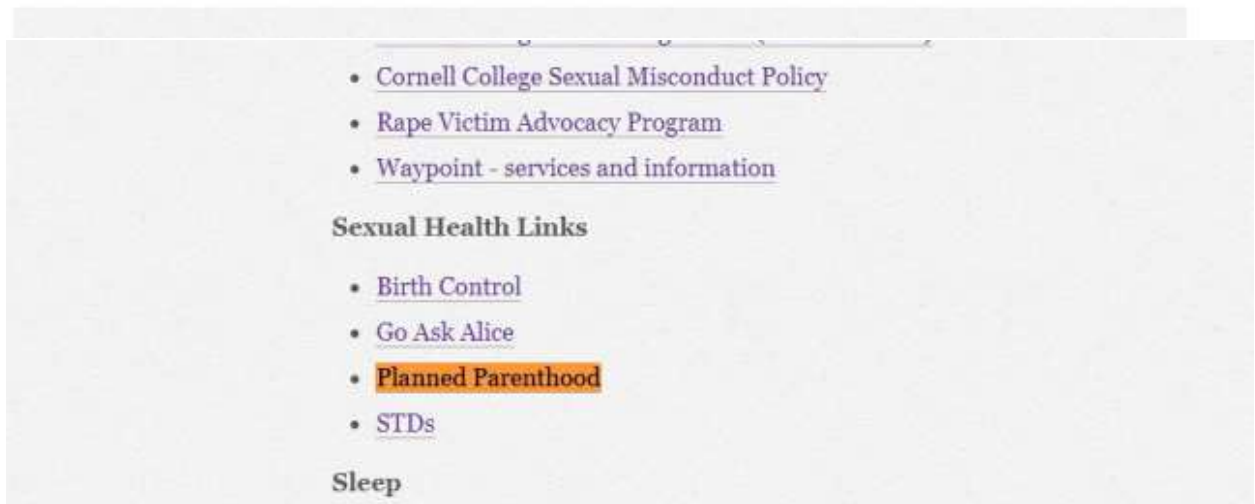 Cornell College Sexual Misconduct Policy
Rape Victim Advocacy Program
Waypoint - services and information
Sexual Health Links
Birth Control
Go Ask Alice
Planned Parenthood
STDs
Sleep